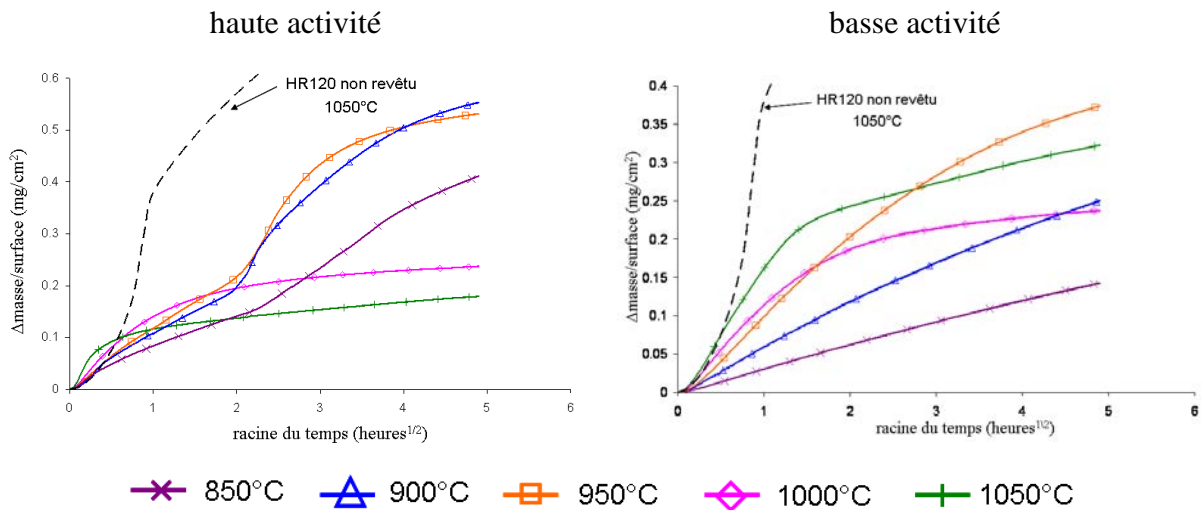 haute activité
basse activité
0.6
0.5
0.4
0.3
0.2
0.1
0
0 1 2 3 4 5 6
HR120 non revêtu
1050°C
Δmasse/surface (mg/cm²)
racine du temps (heures^1/2)
0.4
0.35
0.3
0.25
0.2
0.15
0.1
0.05
0
0 1 2 3 4 5 6
HR120 non revêtu
1050°C
Δmasse/surface (mg/cm²)
racine du temps (heures^1\2)
850°C 900°C 950°C 1000°C 1050°C